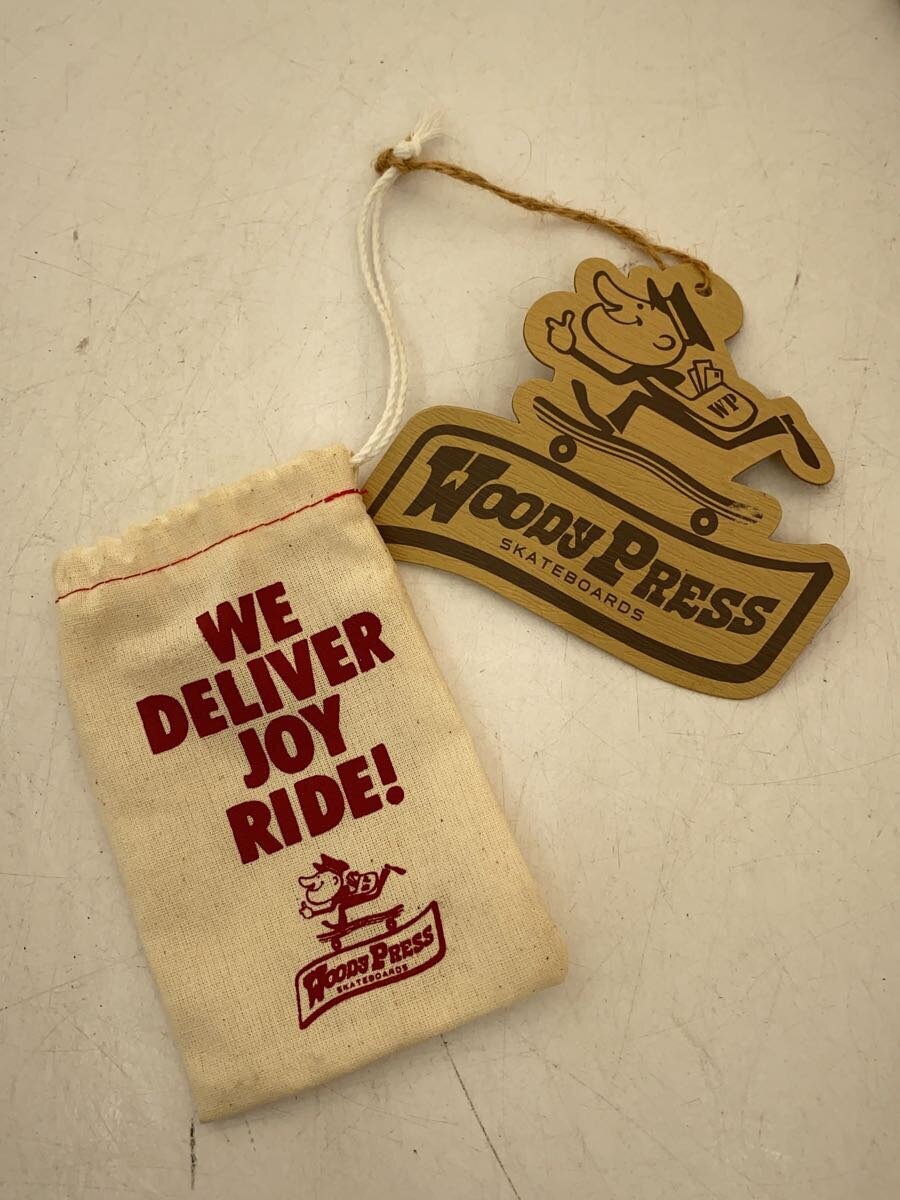 WP
WOODY PRESS
SKATEBOARDS
WE
DELIVER
JOY
RIDE!
WOODY PRESS
SKATEBOARDS